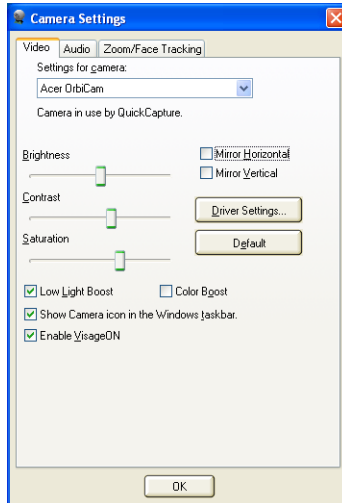 Camera Settings
Video Audio Zoom/Face Tracking
Settings for camera:
Acer OrbiCam
Camera in use by QuickCapture.
Brightness
Mirror Horizontal
Mirror Vertical
Contrast
Driver Settings...
Saturation
Default
Low Light Boost Color Boost
Show Camera icon in the Windows taskbar.
Enable VisageON
OK